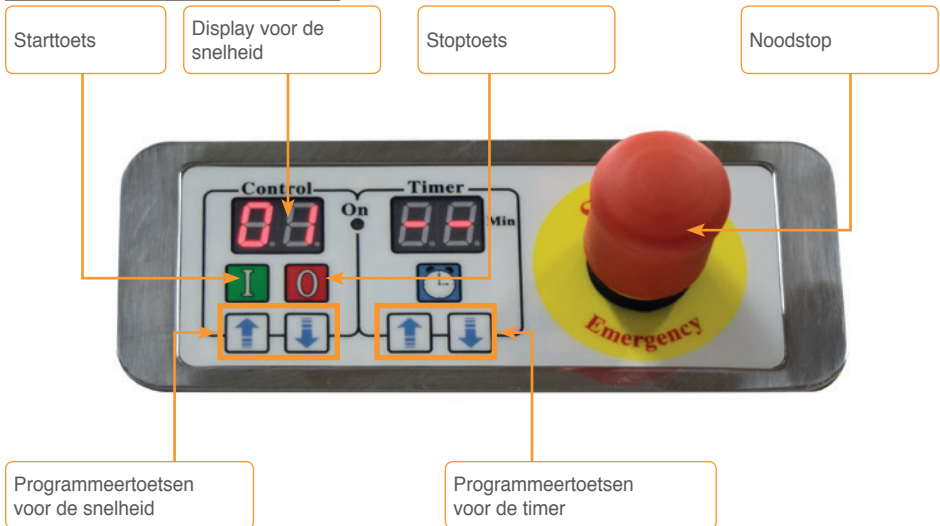 Starttoets
Display voor de
snelheid
Stoptoets
Noodstop
Control
Timer
On
01
--
Min
I
O
Emergency
Programmeertoetsen
voor de snelheid
Programmeertoetsen
voor de timer